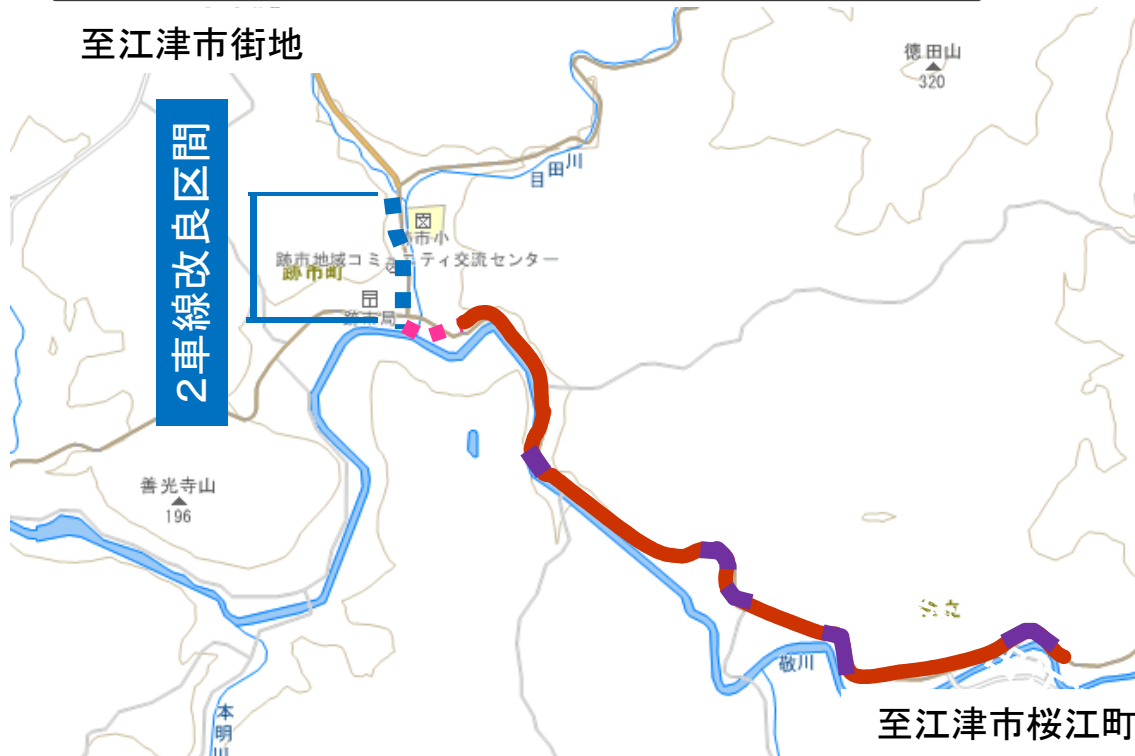 至江津市街地
徳田山
320
2車線改良区間
目田川
跡市小
跡市地域コミュニティ交流センター
跡市町
跡市局
善光寺山
196
敬川
本明川
至江津市桜江町